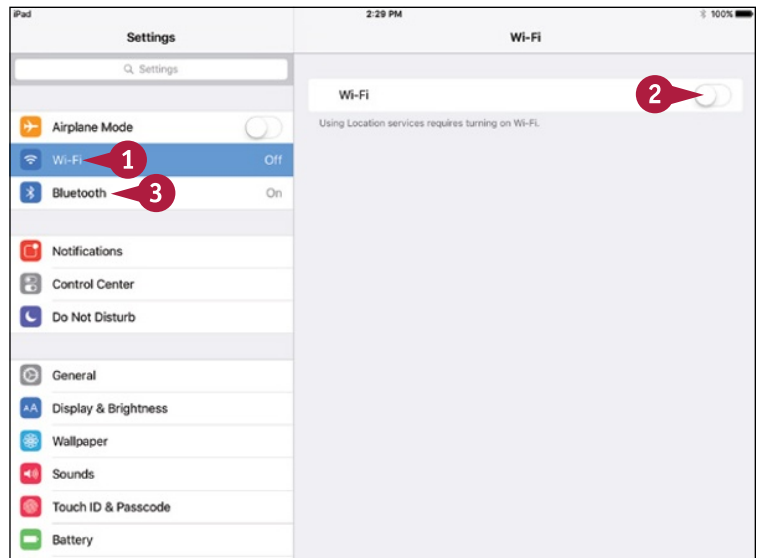 iPad 2:29 PM 100%
Settings Wi-Fi
Settings
Wi-Fi 2
Using Location services requires turning on Wi-Fi.
Airplane Mode
Wi-Fi 1 Off
Bluetooth 3 On
Notifications
Control Center
Do Not Disturb
General
AA Display & Brightness
Wallpaper
Sounds
Touch ID & Passcode
Battery